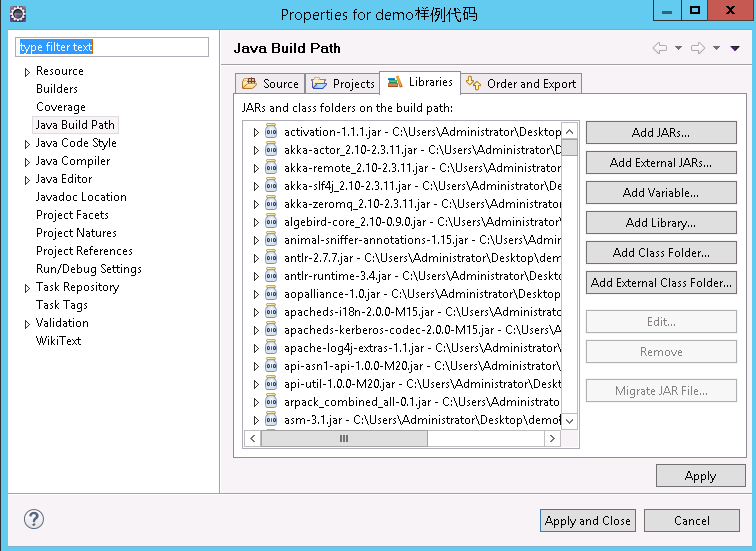 Properties for demo样例代码
type filter text
Resource
Builders
Coverage
Java Build Path
Java Code Style
Java Compiler
Java Editor
Javadoc Location
Project Facets
Project Natures
Project References
Run/Debug Settings
Task Repository
Task Tags
Validation
WikiText
Java Build Path
Source
Projects
Libraries
Order and Export
JARs and class folders on the build path:
activation-1.1.1.jar - C:\Users\Administrator\Desktop
akka-actor_2.10-2.3.11.jar - C:\Users\Administrator\D
akka-remote_2.10-2.3.11.jar - C:\Users\Administrator\
akka-slf4j_2.10-2.3.11.jar - C:\Users\Administrator\De
akka-zeromq_2.10-2.3.11.jar - C:\Users\Administrator\
algebird-core_2.10-0.9.0.jar - C:\Users\Administrator\
animal-sniffer-annotations-1.15.jar - C:\Users\Admini
antlr-2.7.7.jar - C:\Users\Administrator\Desktop\dem
antlr-runtime-3.4.jar - C:\Users\Administrator\Deskto
aopalliance-1.0.jar - C:\Users\Administrator\Desktop
apacheds-i18n-2.0.0-M15.jar - C:\Users\Administrato
apacheds-kerberos-codec-2.0.0-M15.jar - C:\Users\A
apache-log4j-extras-1.1.jar - C:\Users\Administrator\
api-asn1-api-1.0.0-M20.jar - C:\Users\Administrator\
api-util-1.0.0-M20.jar - C:\Users\Administrator\Deskt
arpack_combined_all-0.1.jar - C:\Users\Administrato
asm-3.1.jar - C:\Users\Administrator\Desktop\demo
Add JARs...
Add External JARs...
Add Variable...
Add Library...
Add Class Folder...
Add External Class Folder...
Edit...
Remove
Migrate JAR File...
Apply
Apply and Close
Cancel